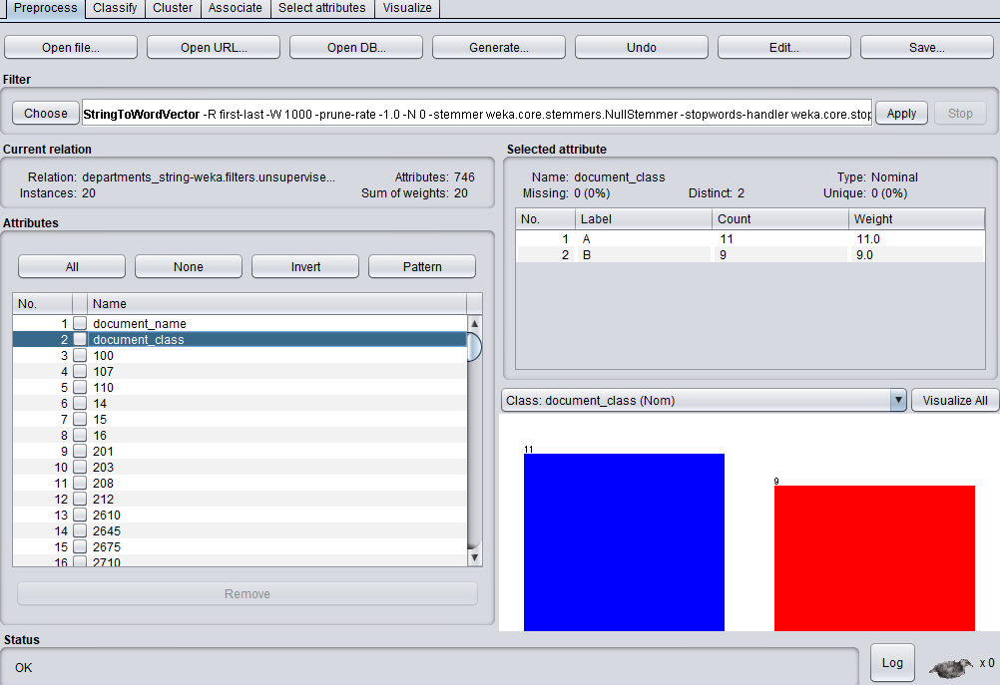 Preprocess Classify Cluster Associate Select attributes Visualize
Open file... Open URL... Open DB... Generate... Undo Edit... Save...
Filter
Choose StringToWordVector -R first-last -W 1000 -prune-rate -1.0 -N 0 -stemmer weka.core.stemmers.NullStemmer -stopwords-handler weka.core.stop Apply Stop
Current relation
Relation: departments_string-weka.filters.unsupervise... Attributes: 746
Instances: 20 Sum of weights: 20
Attributes
All None Invert Pattern
No. Name
1 document_name
2 document_class
3 100
4 107
5 110
6 14
7 15
8 16
9 201
10 203
11 208
12 212
13 2610
14 2645
15 2675
16 2710
Remove
Selected attribute
Name: document_class Type: Nominal
Missing: 0 (0%) Distinct: 2 Unique: 0 (0%)
No. Label Count Weight
1 A 11 11.0
2 B 9 9.0
Class: document_class (Nom) Visualize All
11
9
Status
OK
Log x 0